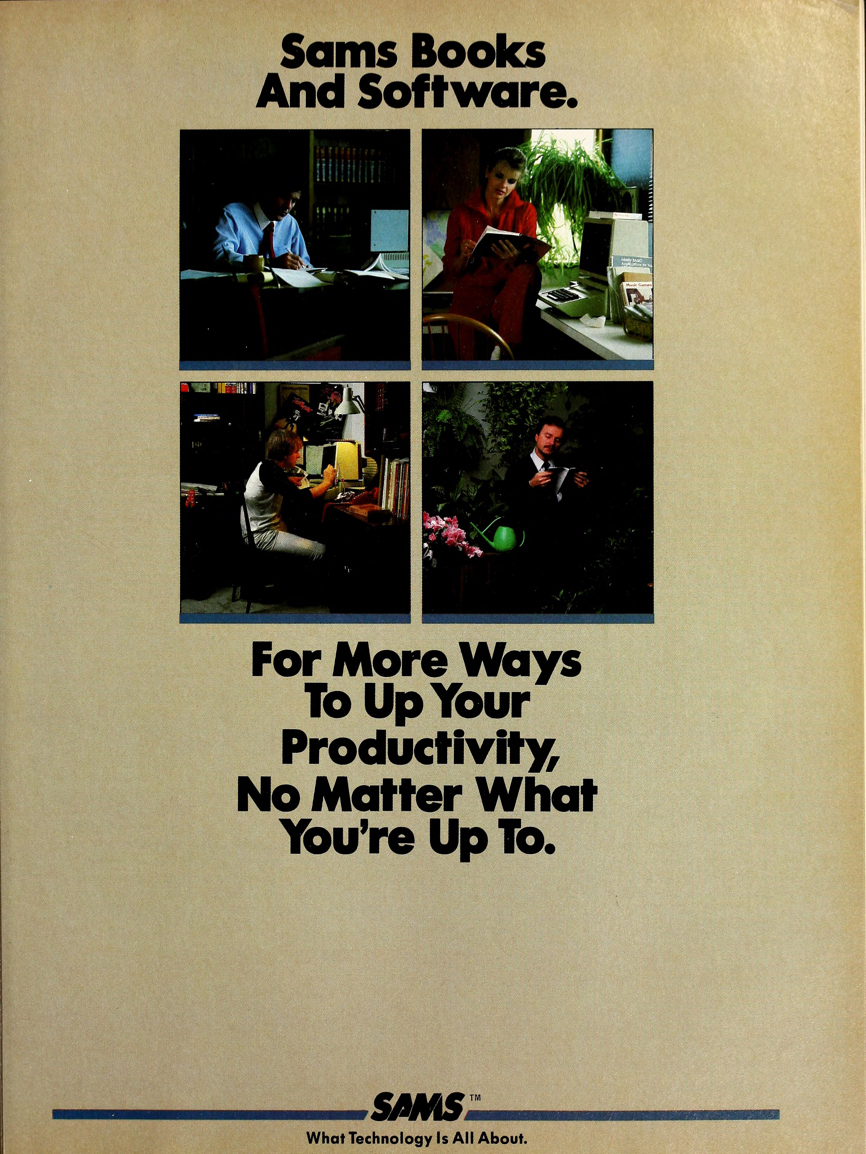 Sams Books
And Software.
For More Ways
To Up Your
Productivity,
No Matter What
You're Up To.
SAMS™
What Technology Is All About.